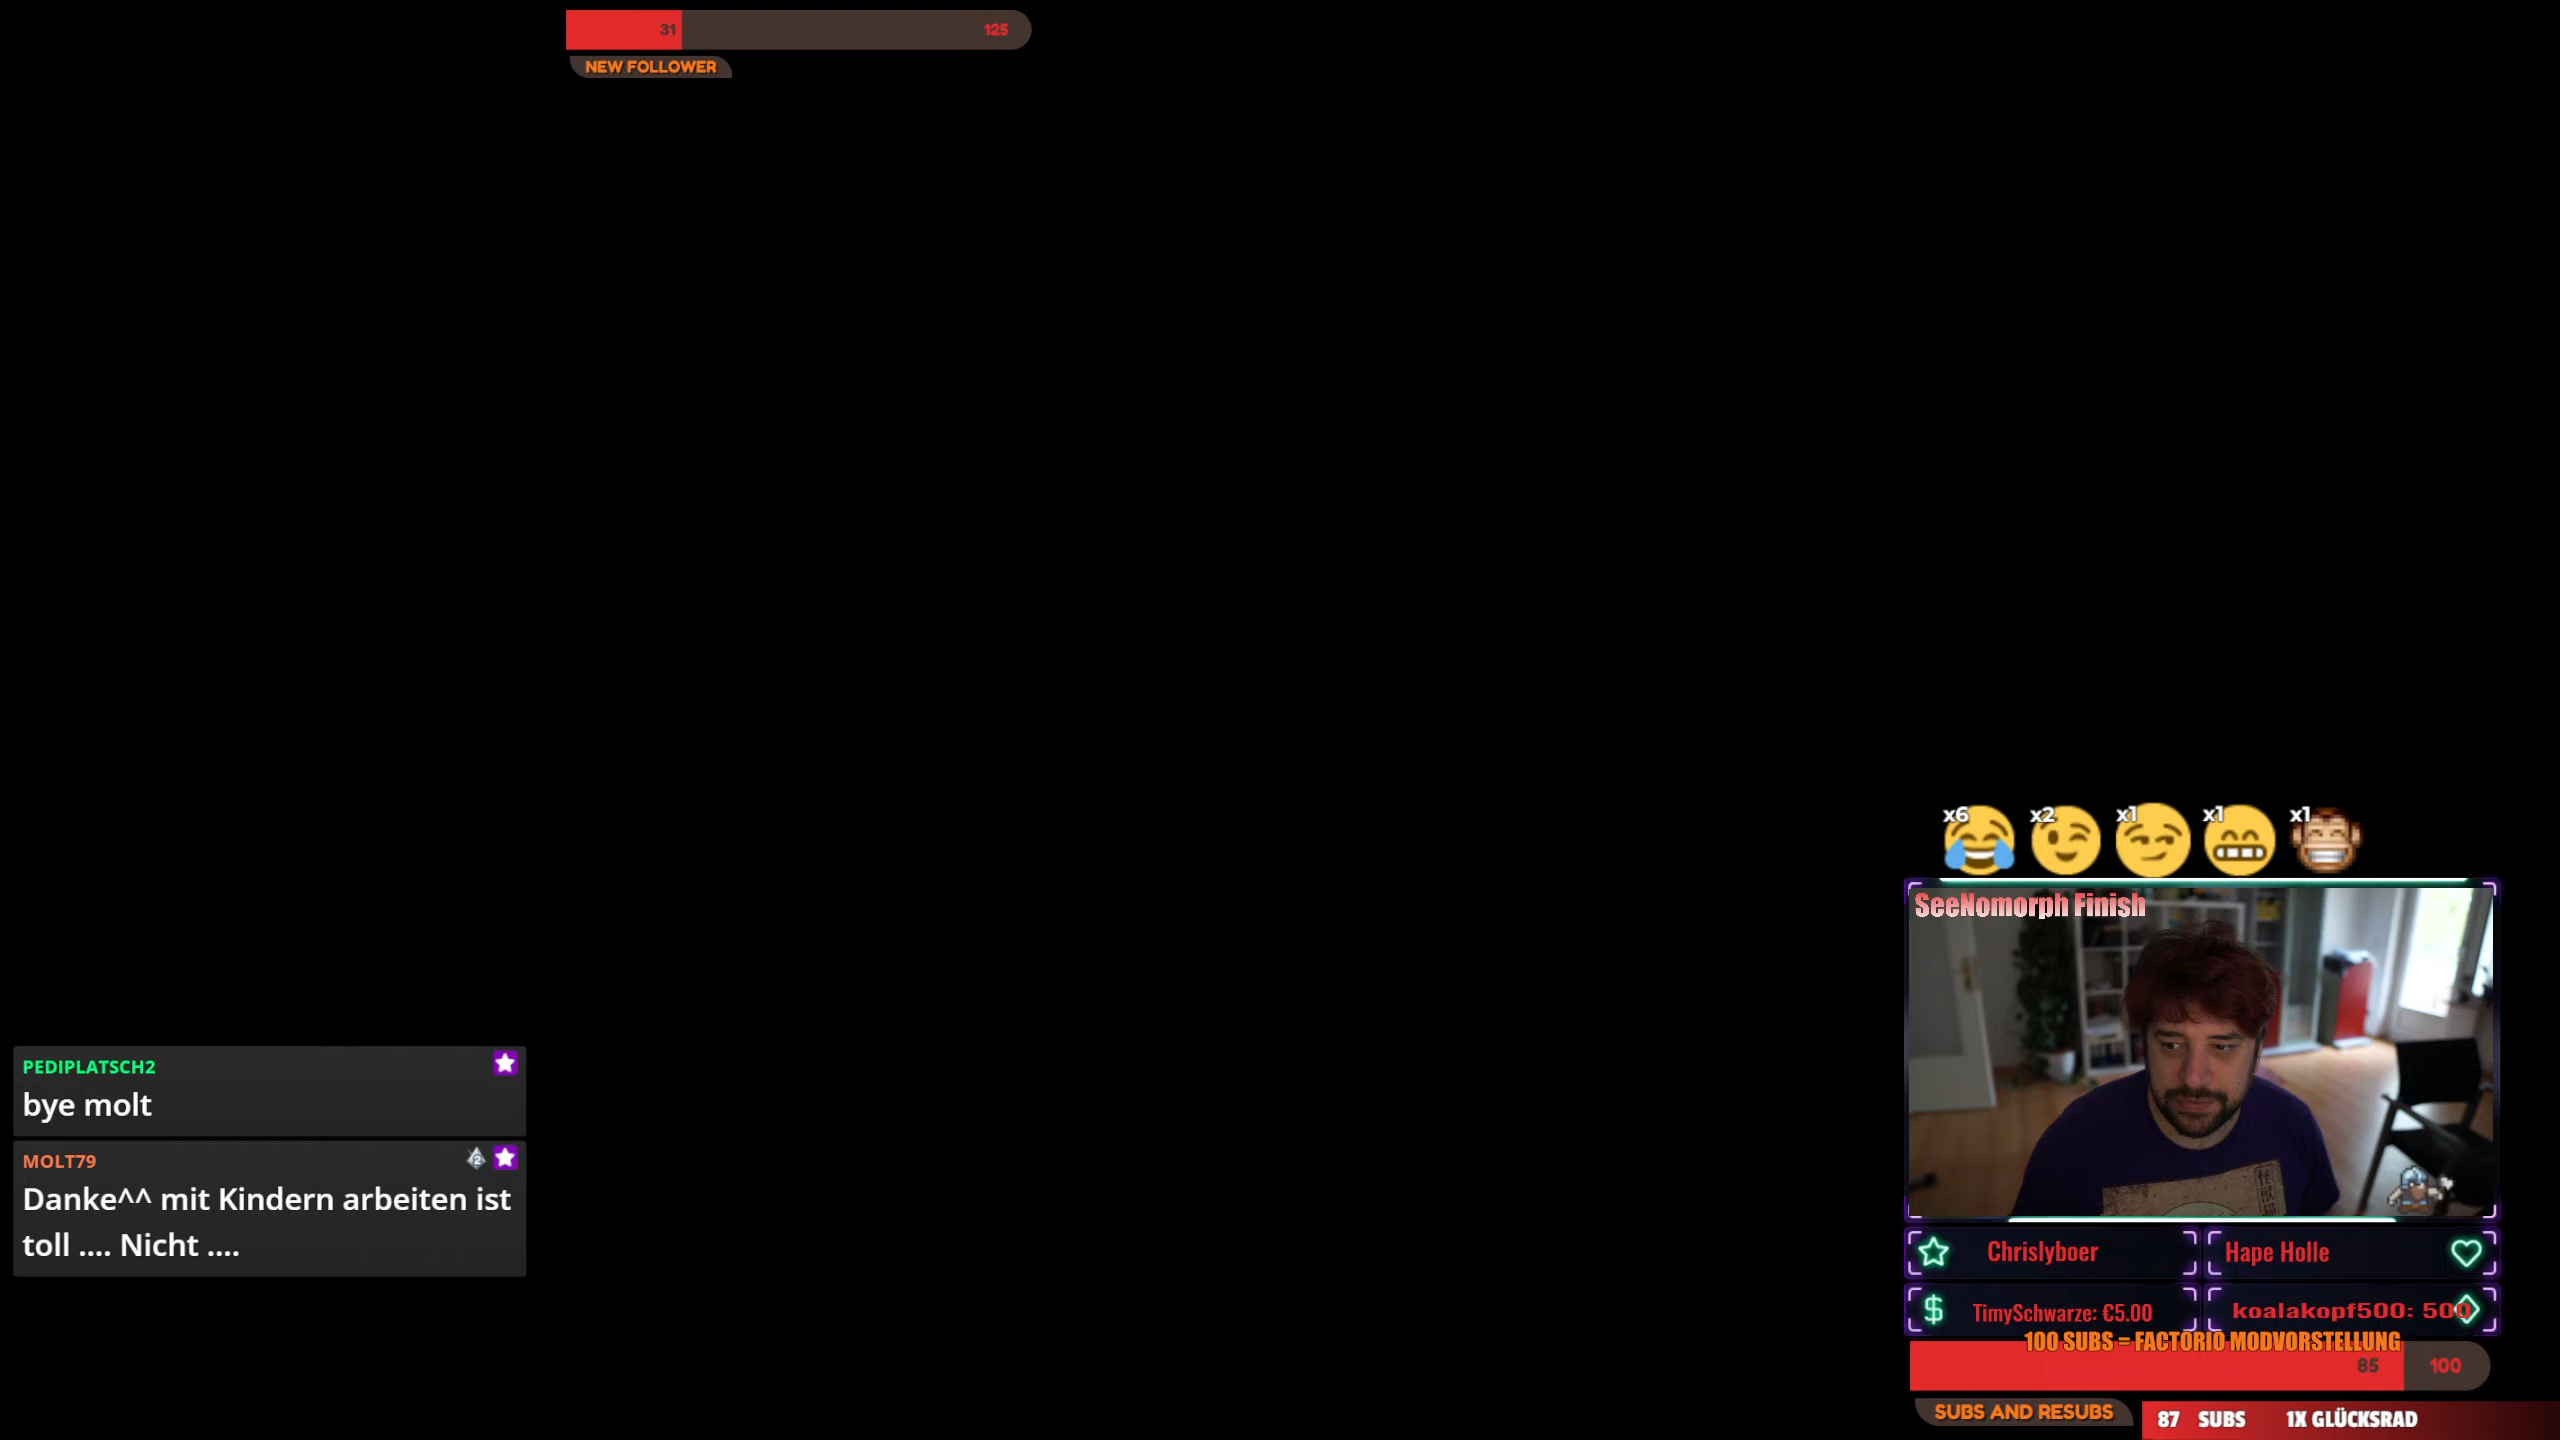 31 125
NEW FOLLOWER
PEDIPLATSCH2
bye molt
MOLT79
Danke^^ mit Kindern arbeiten ist
toll .... Nicht ....
x6 x2 x1 x1 x1
SeeNomorph Finish
Chrislyboer
Hape Holle
TimySchwarze: €5.00
koalakopf500: 500
100 SUBS = FACTORIO MODVORSTELLUNG
85 100
SUBS AND RESUBS
87 SUBS 1X GLÜCKSRAD